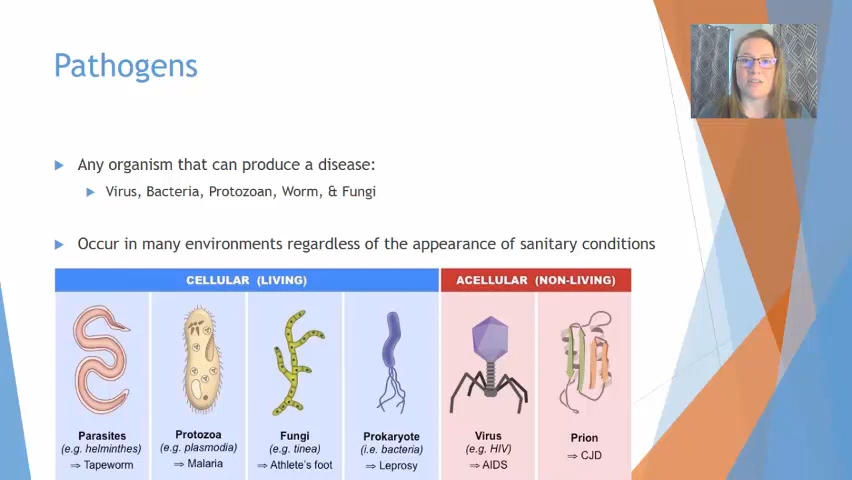 Pathogens
Any organism that can produce a disease:
Virus, Bacteria, Protozoan, Worm, & Fungi
Occur in many environments regardless of the appearance of sanitary conditions
CELLULAR (LIVING)
ACELLULAR (NON-LIVING)
Parasites
(e.g. helminthes)
⇒ Tapeworm
Protozoa
(e.g. plasmodia)
⇒ Malaria
Fungi
(e.g. tinea)
⇒ Athlete's foot
Prokaryote
(i.e. bacteria)
⇒ Leprosy
Virus
(e.g. HIV)
⇒ AIDS
Prion
⇒ CJD